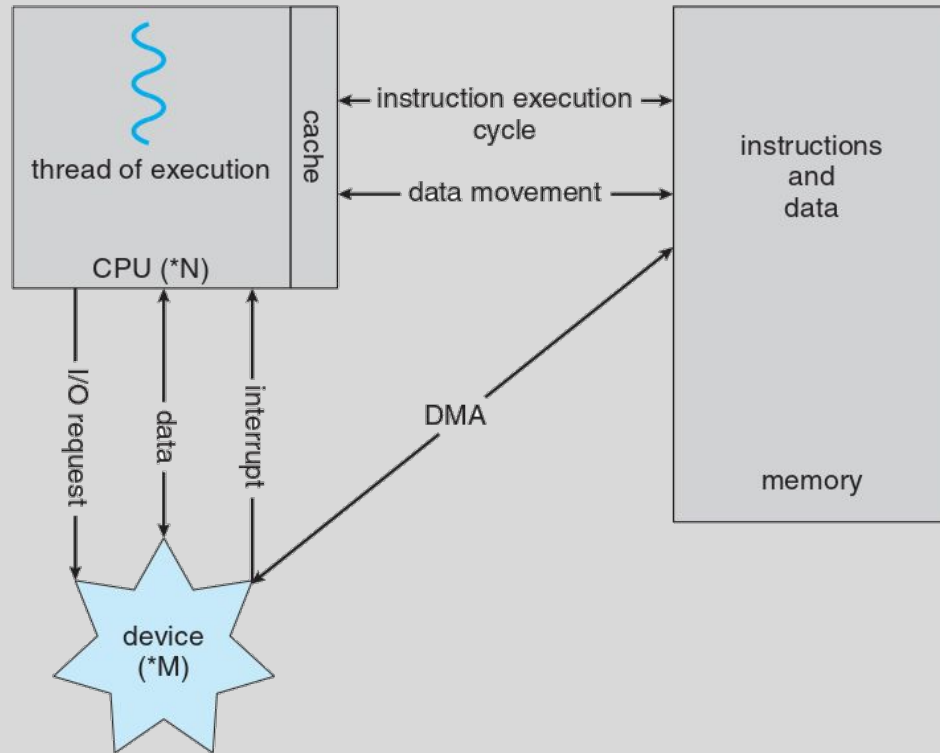 thread of execution
CPU (*N)
cache
instruction execution
cycle
data movement
instructions
and
data
memory
I/O request
data
interrupt
DMA
device
(*M)